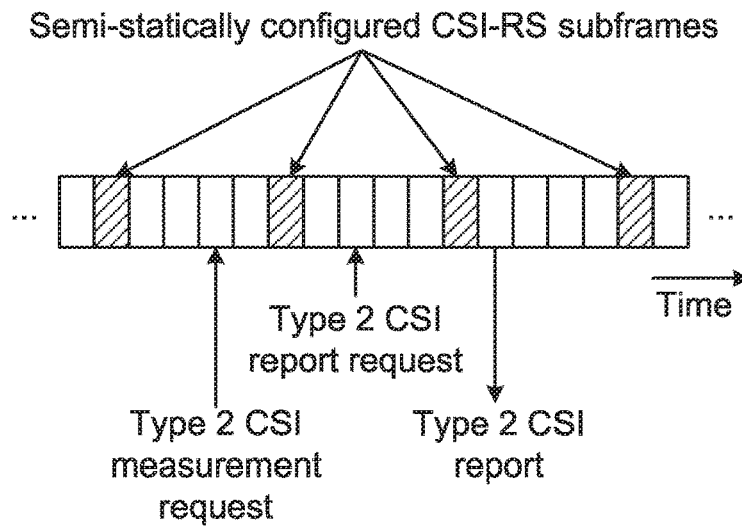 Semi-statically configured CSI-RS subframes
...
...
Time
Type 2 CSI
report request
Type 2 CSI
measurement
request
Type 2 CSI
report